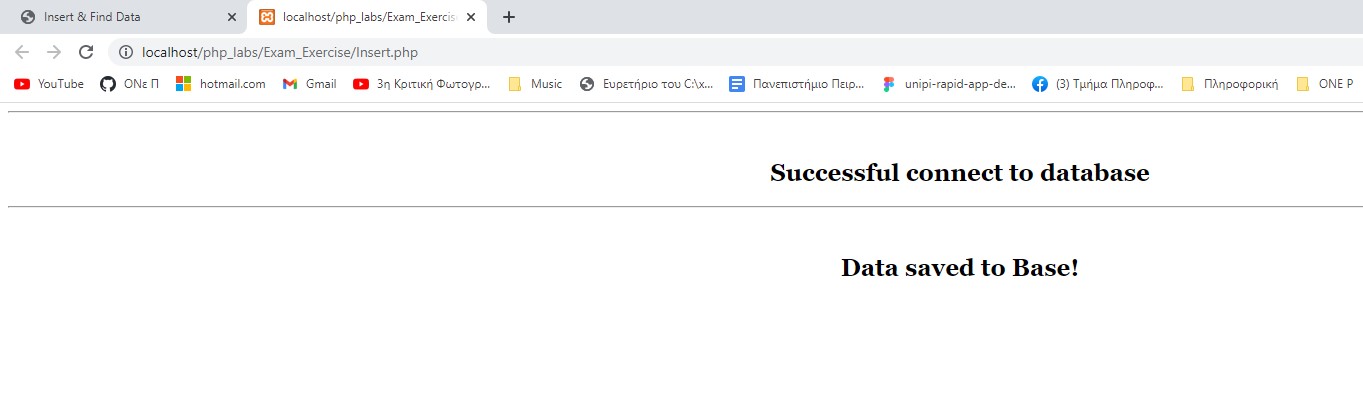 Insert & Find Data
localhost/php_labs/Exam_Exercise
localhost/php_labs/Exam_Exercise/Insert.php
YouTube ONε Π hotmail.com Gmail 3η Κριτική Φωτογρ... Music Ευρετήριο του C:\x... Πανεπιστήμιο Πειρ... unipi-rapid-app-de... (3) Τμήμα Πληροφ... Πληροφορική ONE P
Successful connect to database
Data saved to Base!